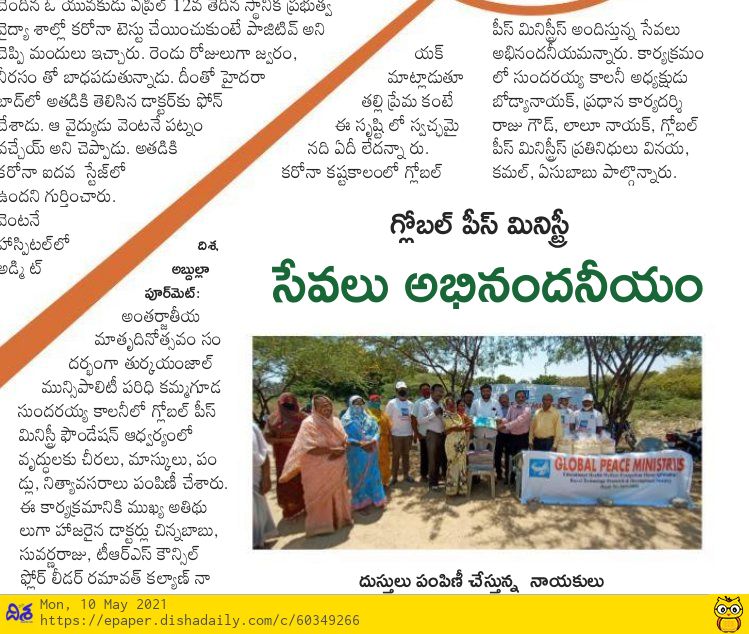 చెందిన ఓ యువకుడు ఏప్రిల్ 12వ తేదిన స్థానిక ప్రభుత్వ
వైద్యా శాల్లో కరోనా టెస్టు చేయించుకుంటే పాజిటివ్ అని
చెప్పి మందులు ఇచ్చారు. రెండు రోజులుగా జ్వరం,
నీరసం తో బాధపడుతున్నాడు. దీంతో హైదరా
బాద్‌లో అతడికి తెలిసిన డాక్టర్‌కు ఫోన్
చేశాడు. ఆ వైద్యుడు వెంటనే పట్నం
వచ్చేయ్ అని చెప్పాడు. అతడికి
కరోనా ఐదవ స్టేజ్‌లో
ఉందని గుర్తించారు.
వెంటనే
హాస్పిటల్‌లో
అడ్మి ట్
గ్లోబల్ పీస్ మినిస్ట్రీ
సేవలు అభినందనీయం
దిశ,
అబ్దుల్లా
పూర్‌మెట్:
అంతర్జాతీయ
మాతృదినోత్సవం సం
దర్భంగా తుర్కయంజాల్
మున్సిపాలిటీ పరిధి కమ్మగూడ
సుందరయ్య కాలనీలో గ్లోబల్ పీస్
మినిస్ట్రీ ఫౌండేషన్ ఆధ్వర్యంలో
వృద్ధులకు చీరలు, మాస్కులు, పం
డ్లు, నిత్యావసరాలు పంపిణీ చేశారు.
ఈ కార్యక్రమానికి ముఖ్య అతిథు
లుగా హాజరైన డాక్టర్లు చిన్నబాబు,
సువర్ణరాజు, టీఆర్ఎస్ కౌన్సిల్
ఫ్లోర్ లీడర్ రమావత్ కల్యాణ్ నా
యక్
మాట్లాడుతూ
తల్లి ప్రేమ కంటే
ఈ సృష్టి లో స్వచ్ఛమై
నది ఏదీ లేదన్నా రు.
కరోనా కష్టకాలంలో గ్లోబల్
పీస్ మినిస్ట్రీస్ అందిస్తున్న సేవలు
అభినందనీయమన్నారు. కార్యక్రమం
లో సుందరయ్య కాలనీ అధ్యక్షుడు
బోడ్యానాయక్, ప్రధాన కార్యదర్శి
రాజు గౌడ్, లాలూ నాయక్, గ్లోబల్
పీస్ మినిస్ట్రీస్ ప్రతినిధులు వినయ,
కమల్, ఏసుబాబు పాల్గొన్నారు.
GLOBAL PEACE MINISTRIES
దుస్తులు పంపిణీ చేస్తున్న నాయకులు
దిశ Mon, 10 May 2021
https://epaper.dishadaily.com/c/60349266